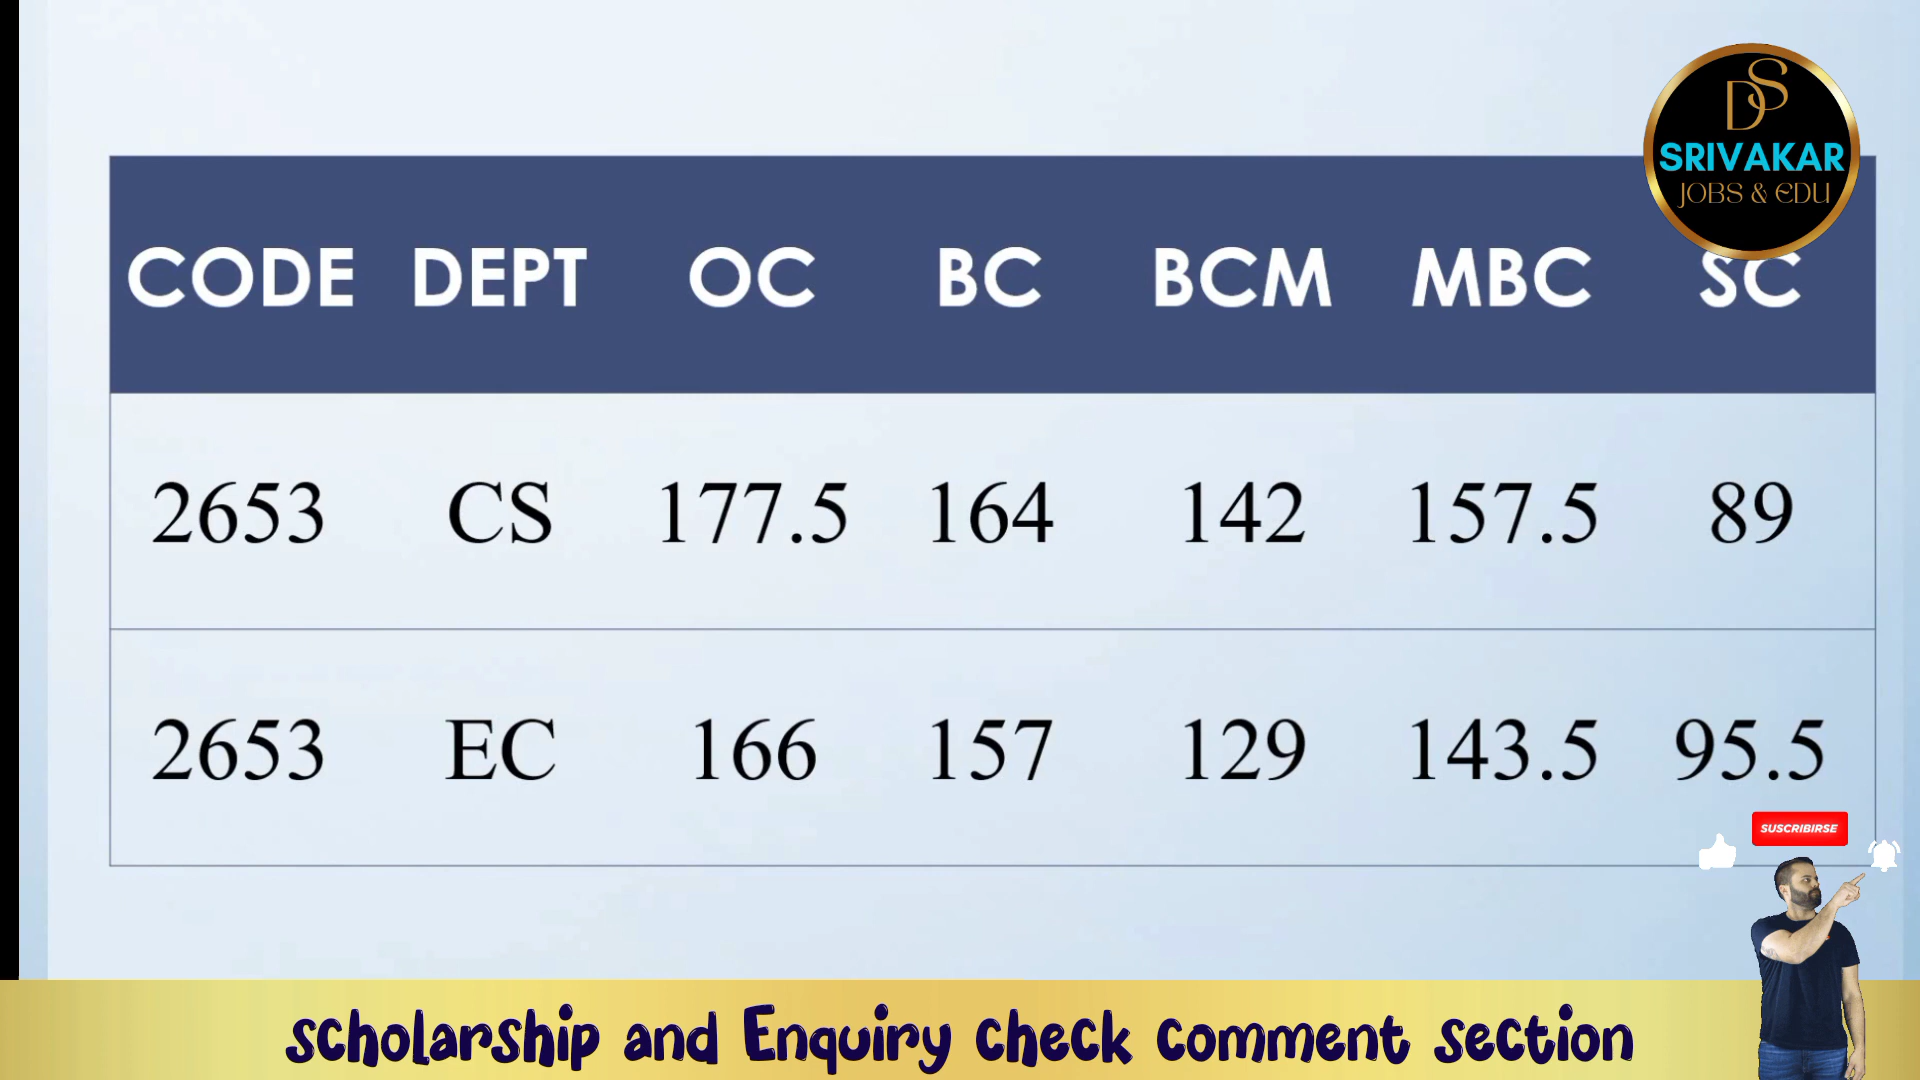 DS
SRIVAKAR
JOBS & EDU
CODE DEPT OC BC BCM MBC SC
2653 CS 177.5 164 142 157.5 89
2653 EC 166 157 129 143.5 95.5
SUSCRIBIRSE
scholarship and Enquiry check comment section